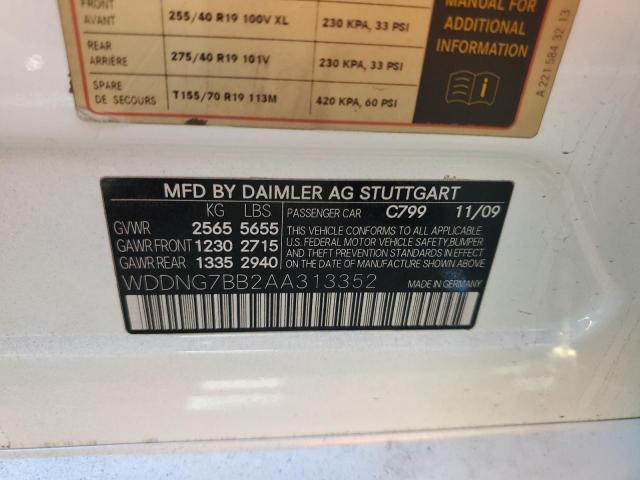 MANUAL FOR
ADDITIONAL
INFORMATION
A 221 584 32 13
FRONT
AVANT
255/40 R19 100V XL
230 KPA, 33 PSI
REAR
ARRIÈRE
275/40 R19 101V
230 KPA, 33 PSI
SPARE
DE SECOURS
T155/70 R19 113M
420 KPA, 60 PSI
MFD BY DAIMLER AG STUTTGART
KG LBS
GVWR 2565 5655
GAWR FRONT 1230 2715
GAWR REAR 1335 2940
PASSENGER CAR C799 11/09
THIS VEHICLE CONFORMS TO ALL APPLICABLE
U.S. FEDERAL MOTOR VEHICLE SAFETY, BUMPER
AND THEFT PREVENTION STANDARDS IN EFFECT
ON THE DATE OF MANUFACTURE SHOWN ABOVE
WDDNG7BB2AA313352
MADE IN GERMANY